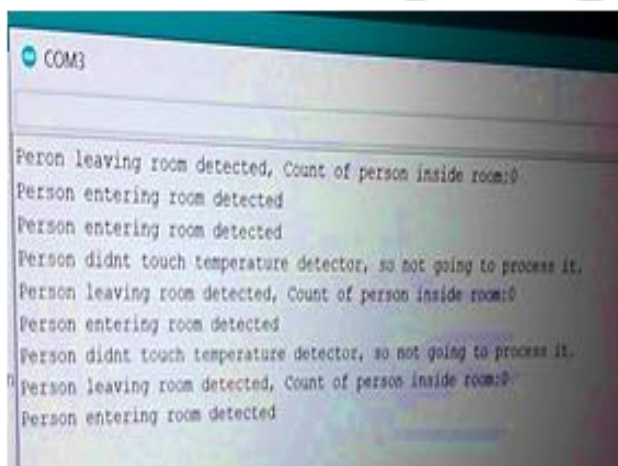 COM3
Peron leaving room detected, Count of person inside room:0
Person entering room detected
Person entering room detected
Person didnt touch temperature detector, so not going to process it.
Person leaving room detected, Count of person inside room:0
Person entering room detected
Person didnt touch temperature detector, so not going to process it.
Person leaving room detected, Count of person inside room:0
Person entering room detected